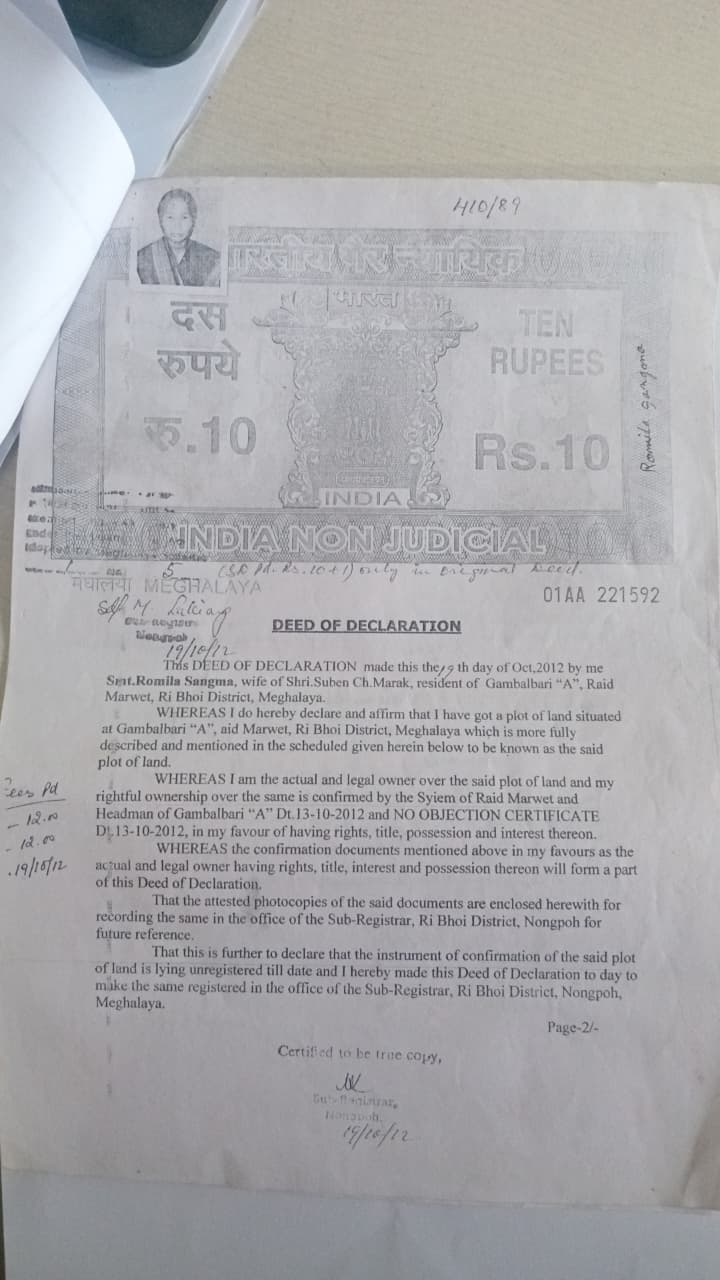 410/89
भारतीय गैर न्यायिक
भारत
दस
रुपये
रु.10
TEN
RUPEES
Rs.10
Romila Sangma
INDIA
INDIA NON JUDICIAL
5 (SR Pd. Rs. 10+1) only in original deed.
मेघालया MEGHALAYA
01AA 221592
Nongpoh
19/10/12
DEED OF DECLARATION
This DEED OF DECLARATION made this the 19 th day of Oct,2012 by me
Smt.Romila Sangma, wife of Shri.Suben Ch.Marak, resident of Gambalbari “A”, Raid
Marwet, Ri Bhoi District, Meghalaya.
WHEREAS I do hereby declare and affirm that I have got a plot of land situated
at Gambalbari “A”, aid Marwet, Ri Bhoi District, Meghalaya which is more fully
described and mentioned in the scheduled given herein below to be known as the said
plot of land.
WHEREAS I am the actual and legal owner over the said plot of land and my
rightful ownership over the same is confirmed by the Syiem of Raid Marwet and
Headman of Gambalbari “A” Dt.13-10-2012 and NO OBJECTION CERTIFICATE
Dt.13-10-2012, in my favour of having rights, title, possession and interest thereon.
WHEREAS the confirmation documents mentioned above in my favours as the
actual and legal owner having rights, title, interest and possession thereon will form a part
of this Deed of Declaration.
That the attested photocopies of the said documents are enclosed herewith for
recording the same in the office of the Sub-Registrar, Ri Bhoi District, Nongpoh for
future reference.
That this is further to declare that the instrument of confirmation of the said plot
of land is lying unregistered till date and I hereby made this Deed of Declaration to day to
make the same registered in the office of the Sub-Registrar, Ri Bhoi District, Nongpoh,
Meghalaya.
Page-2/-
Fees Pd
- 12.00
- 12.00
19/10/12
Certified to be true copy,
Sub-Registrar,
Nongpoh.
19/10/12